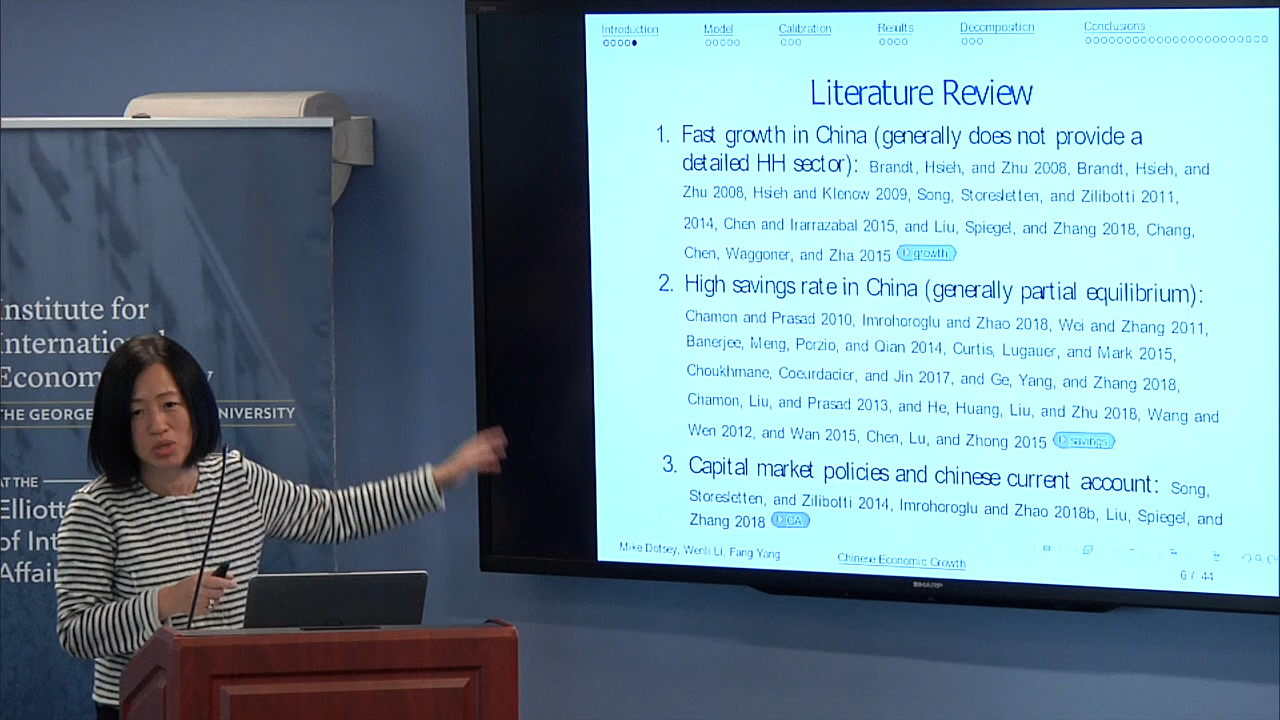 Institute for
Internatio
Econom y
THE GEORGE UNIVERSITY
AT THE
Elliott
of Int
Affai
Introduction Model Calibration Results Decomposition Conclusions
Literature Review
1. Fast growth in China (generally does not provide a
detailed HH sector): Brandt, Hsieh, and Zhu 2008, Brandt, Hsieh, and
Zhu 2008, Hsieh and Klenow 2009, Song, Storesletten, and Zilibotti 2011,
2014, Chen and Irarrazabal 2015, and Liu, Spiegel, and Zhang 2018, Chang,
Chen, Waggoner, and Zha 2015 growth
2. High savings rate in China (generally partial equilibrium):
Chamon and Prasad 2010, Imrohoroglu and Zhao 2018, Wei and Zhang 2011,
Banerjee, Meng, Porzio, and Qian 2014, Curtis, Lugauer, and Mark 2015,
Choukhmane, Coeurdacier, and Jin 2017, and Ge, Yang, and Zhang 2018,
Chamon, Liu, and Prasad 2013, and He, Huang, Liu, and Zhu 2018, Wang and
Wen 2012, and Wan 2015, Chen, Lu, and Zhong 2015 savings
3. Capital market policies and chinese current account: Song,
Storesletten, and Zilibotti 2014, Imrohoroglu and Zhao 2018b, Liu, Spiegel, and
Zhang 2018 CA
Mike Dotsey, Wenli Li, Fang Yang Chinese Economic Growth
6 / 44
SHARP